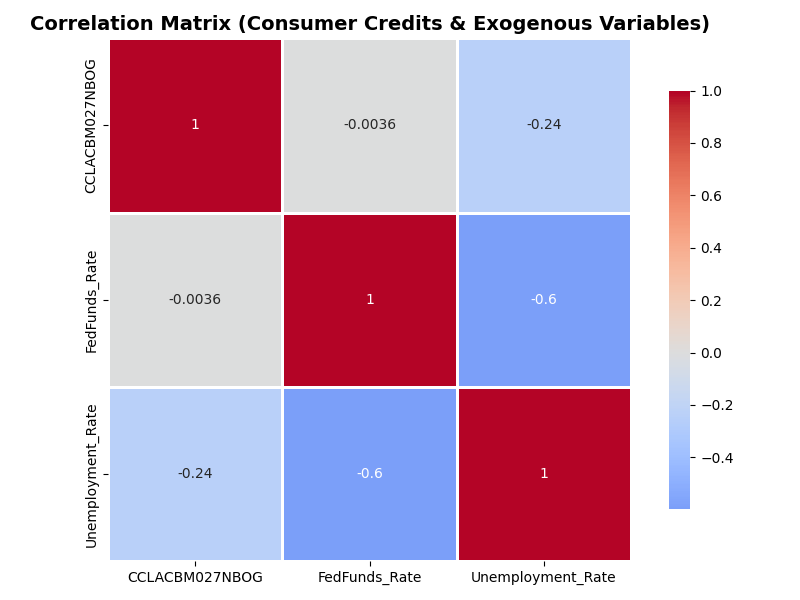 Correlation Matrix (Consumer Credits & Exogenous Variables)
CCLACBM027NBOG
1
-0.0036
-0.24
FedFunds_Rate
-0.0036
1
-0.6
Unemployment_Rate
-0.24
-0.6
1
CCLACBM027NBOG
FedFunds_Rate
Unemployment_Rate
1.0
0.8
0.6
0.4
0.2
0.0
−0.2
−0.4